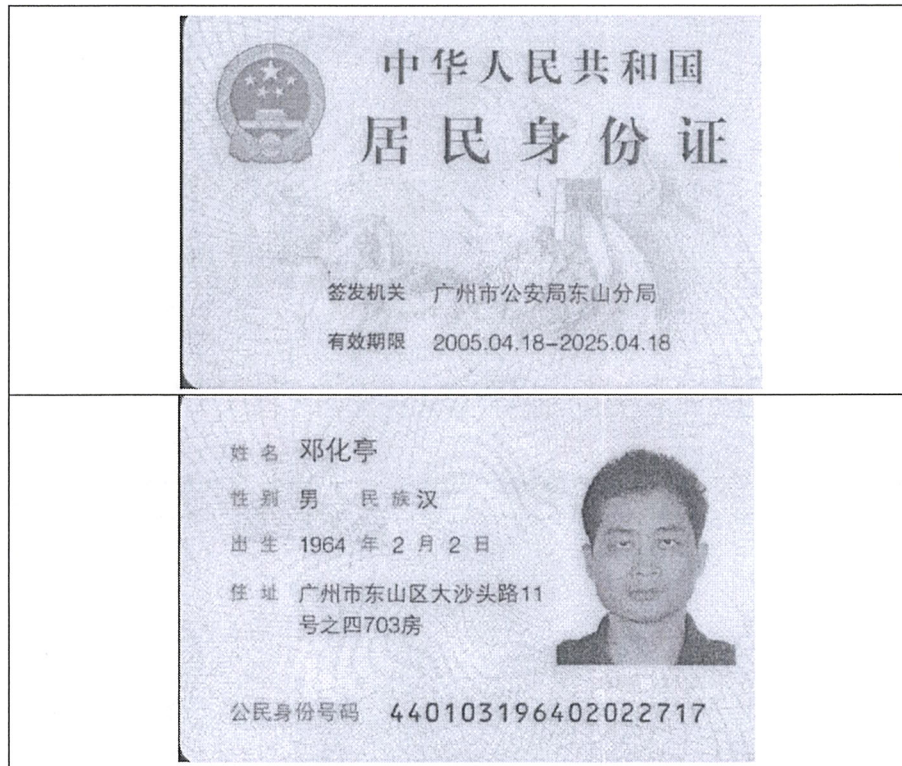 中华人民共和国
居民身份证
签发机关 广州市公安局东山分局
有效期限 2005.04.18-2025.04.18
姓名 邓化亭
性别 男 民族 汉
出生 1964 年 2 月 2 日
住址 广州市东山区大沙头路11
号之四703房
公民身份号码 440103196402022717